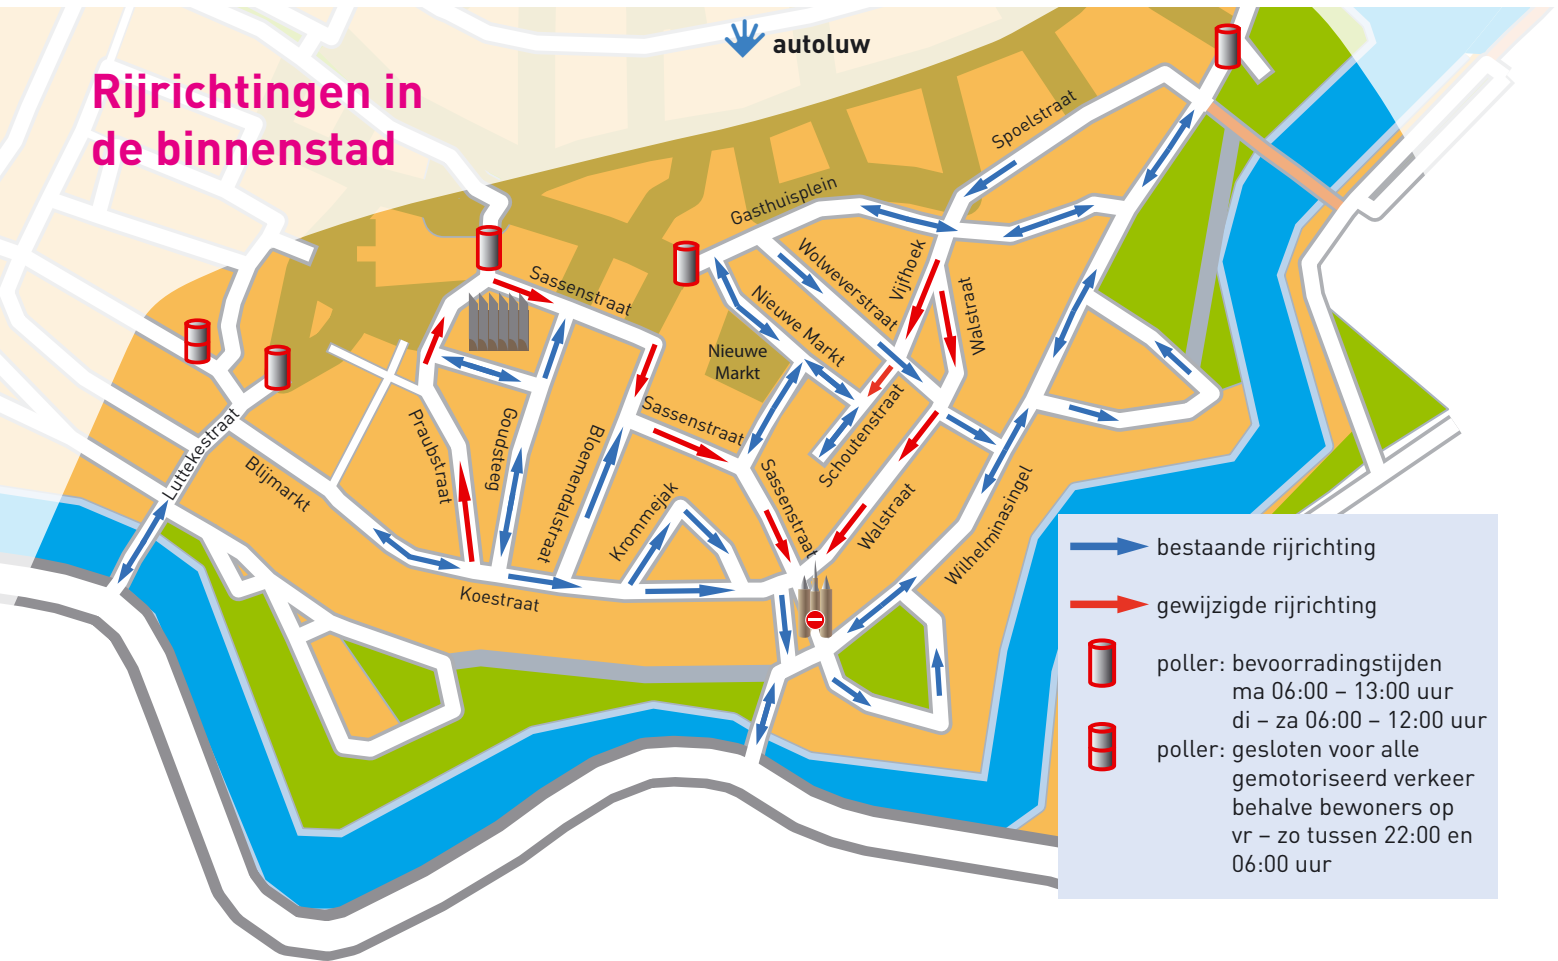 autoluw
Rijrichtingen in
de binnenstad
Spoelstraat
Gasthuisplein
Wolweverstraat
Vijfhoek
Walstraat
Sassenstraat
Nieuwe Markt
Nieuwe
Markt
Sassenstraat
Schoutenstraat
Luttekestraat
Blijmarkt
Praubstraat
Goudsteeg
Bloemendalstraat
Krommejak
Sassenstraat
Walstraat
Wilhelminasingel
Koestraat
bestaande rijrichting
gewijzigde rijrichting
poller: bevoorradingstijden
ma 06:00 – 13:00 uur
di – za 06:00 – 12:00 uur
poller: gesloten voor alle
gemotoriseerd verkeer
behalve bewoners op
vr – zo tussen 22:00 en
06:00 uur